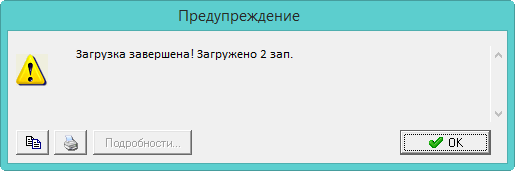 Предупреждение
Загрузка завершена! Загружено 2 зап.
Подробности...
OK